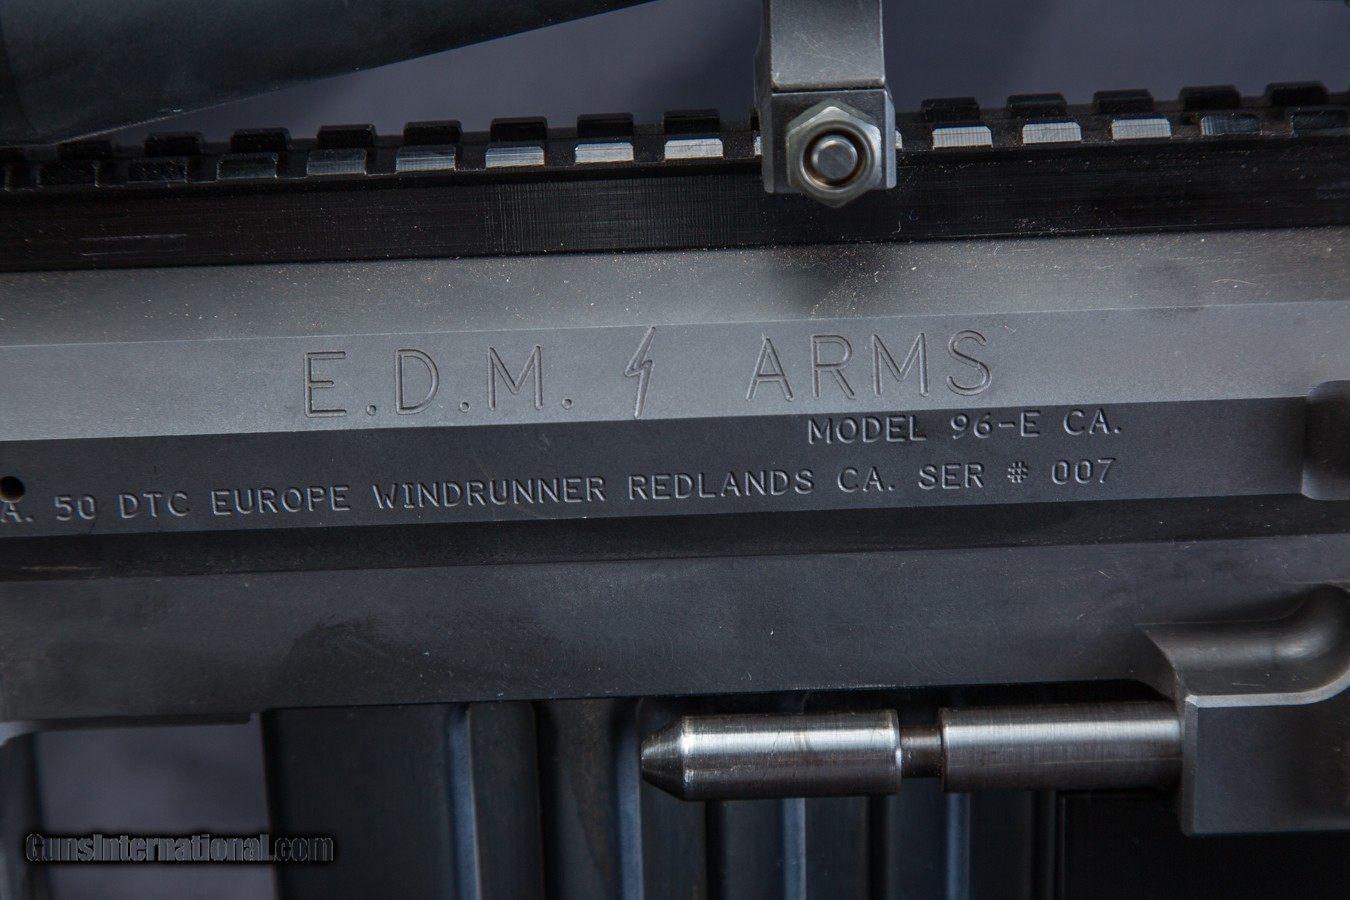 E.D.M. ARMS
MODEL 96-E CA.
A. 50 DTC EUROPE WINDRUNNER REDLANDS CA. SER # 007
GunsInternational.com